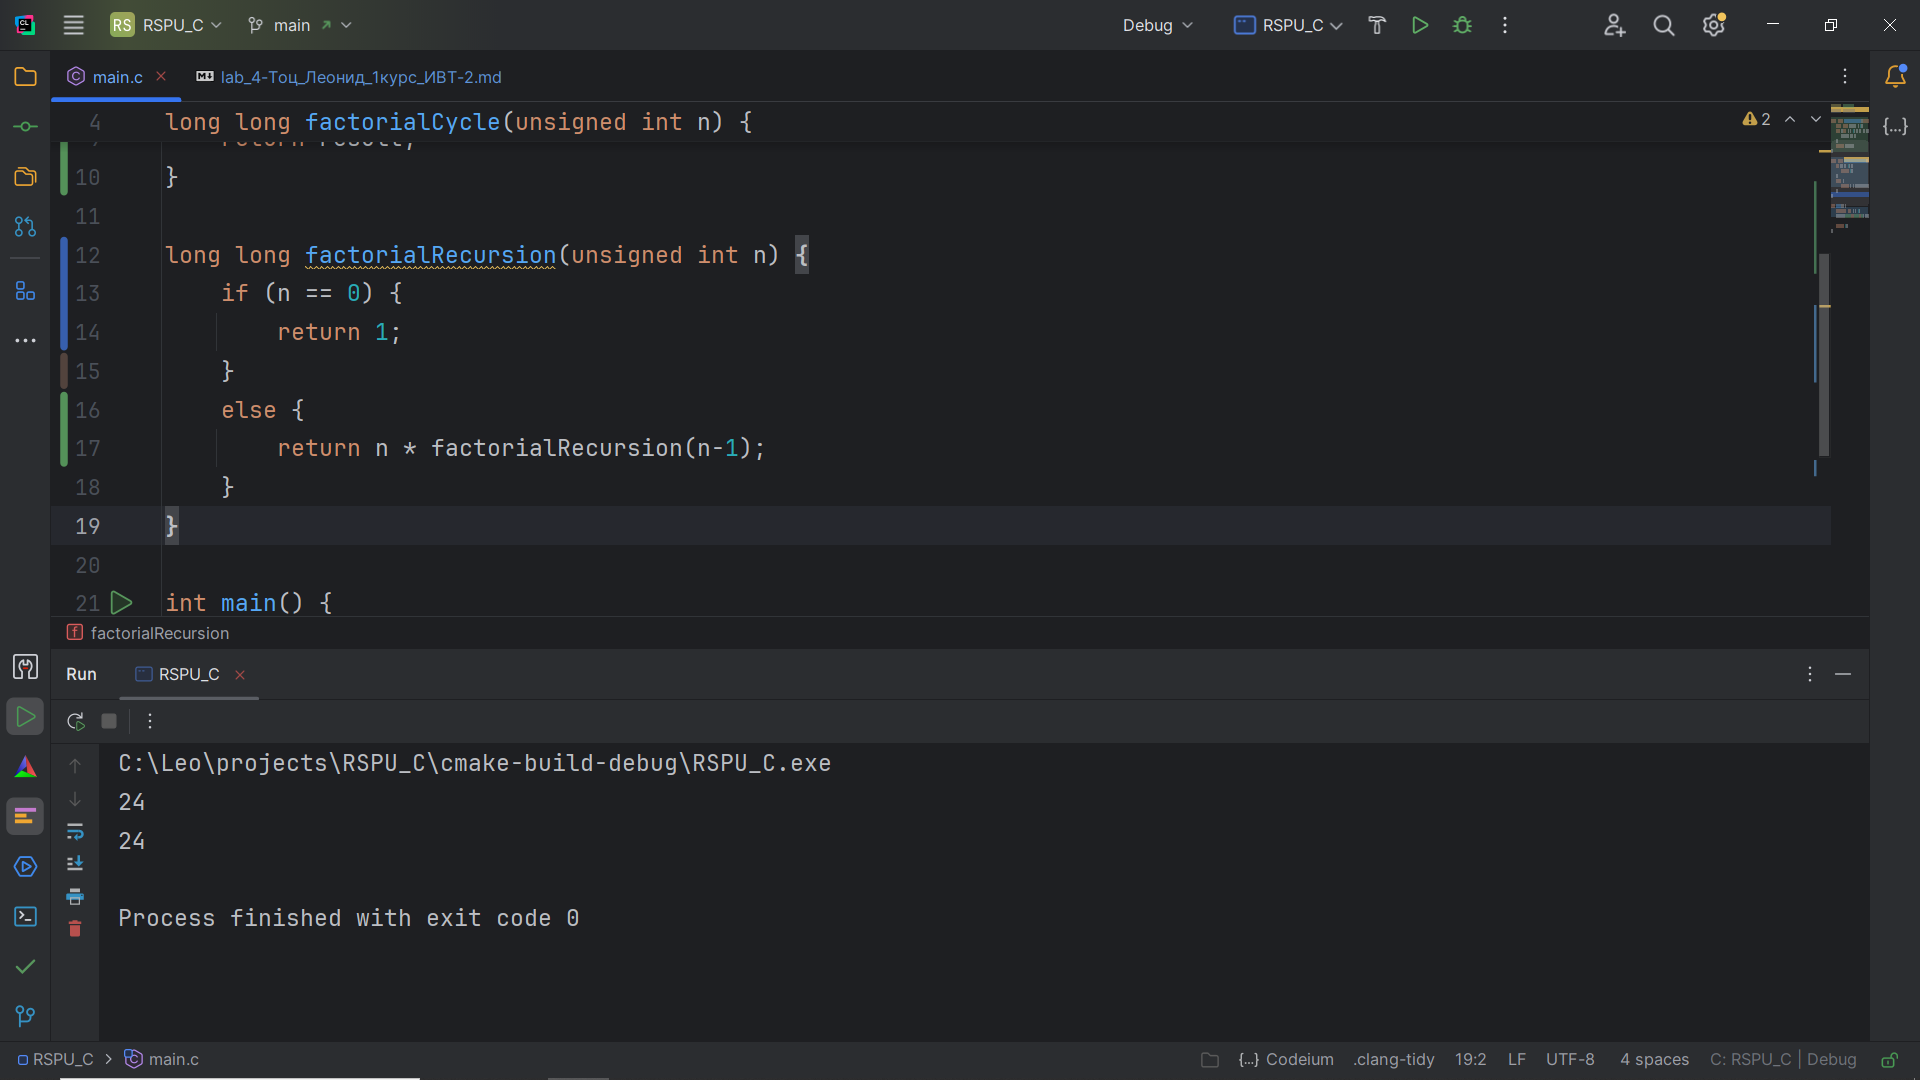 RS RSPU_C main Debug RSPU_C
main.c lab_4-Тоц_Леонид_1курс_ИВТ-2.md
4 long long factorialCycle(unsigned int n) { 2
10 }
11
12 long long factorialRecursion(unsigned int n) {
13 if (n == 0) {
14 return 1;
15 }
16 else {
17 return n * factorialRecursion(n-1);
18 }
19 }
20
21 int main() {
f factorialRecursion
Run RSPU_C
C:\Leo\projects\RSPU_C\cmake-build-debug\RSPU_C.exe
24
24
Process finished with exit code 0
RSPU_C > main.c {...} Codeium .clang-tidy 19:2 LF UTF-8 4 spaces C: RSPU_C | Debug